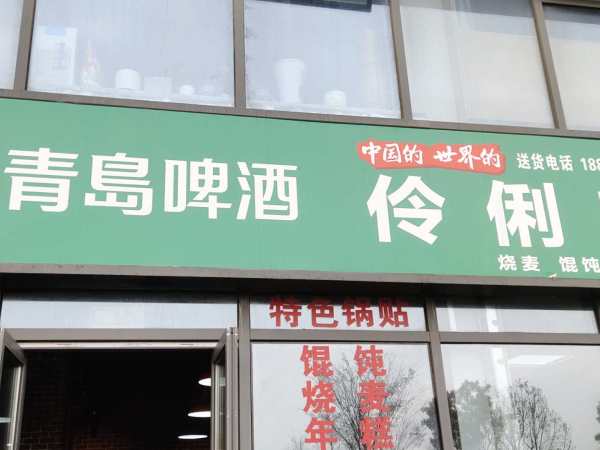 青島啤酒
中国的 世界的
送货电话 188
伶俐
烧麦 馄饨
特色锅贴
馄饨
烧麦
年糕